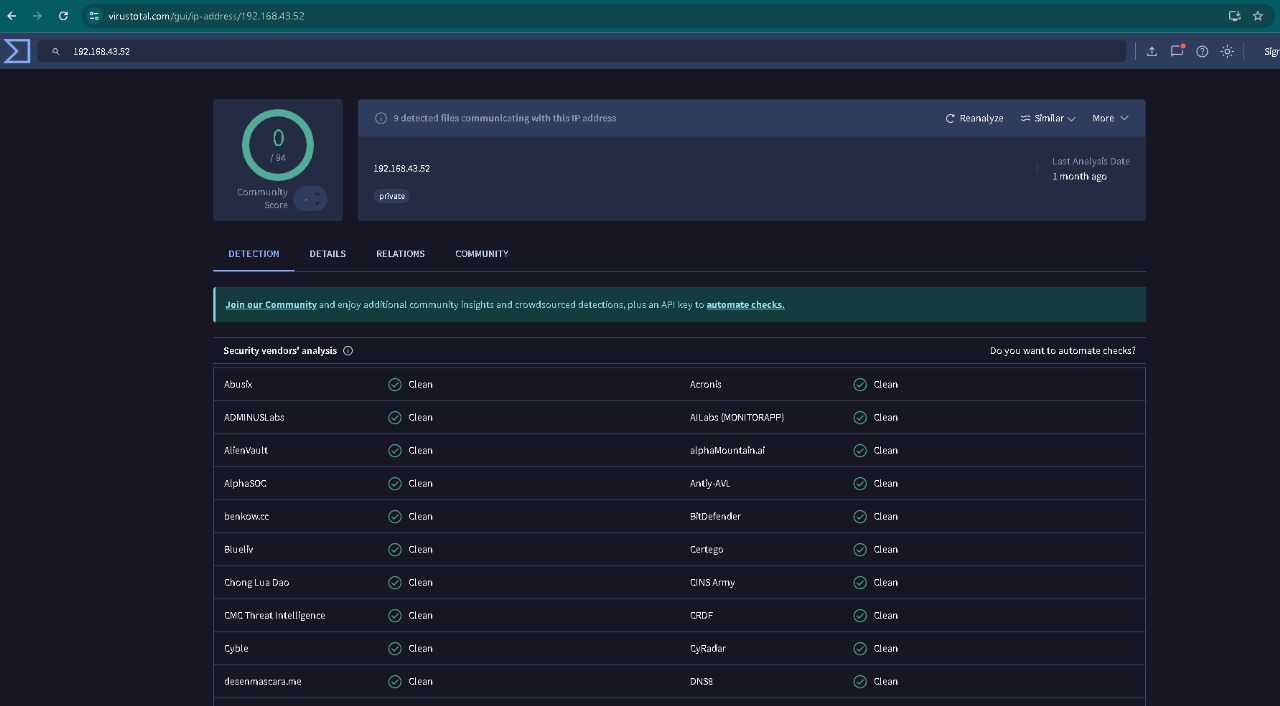 virustotal.com/gui/ip-address/192.168.43.52
192.168.43.52
Sign
0
/ 94
Community
Score
9 detected files communicating with this IP address
Reanalyze
Similar
More
192.168.43.52
private
Last Analysis Date
1 month ago
DETECTION DETAILS RELATIONS COMMUNITY
Join our Community and enjoy additional community insights and crowdsourced detections, plus an API key to automate checks.
Security vendors' analysis
Do you want to automate checks?
Abusix Clean Acronis Clean
ADMINUSLabs Clean AILabs (MONITORAPP) Clean
AlienVault Clean alphaMountain.ai Clean
AlphaSOC Clean Antiy-AVL Clean
benkow.cc Clean BitDefender Clean
Blueliv Clean Certego Clean
Chong Lua Dao Clean CINS Army Clean
CMC Threat Intelligence Clean CRDF Clean
Cyble Clean CyRadar Clean
desenmascara.me Clean DNS8 Clean